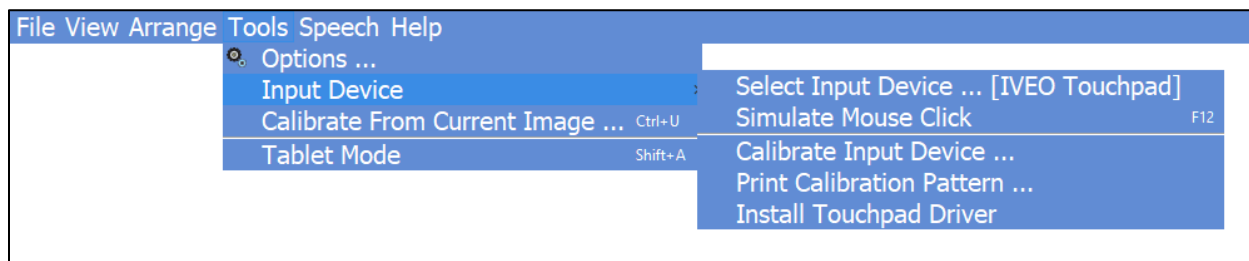 File View Arrange Tools Speech Help
Options ...
Input Device
Calibrate From Current Image ... Ctrl+U
Tablet Mode Shift+A
Select Input Device ... [IVEO Touchpad]
Simulate Mouse Click F12
Calibrate Input Device ...
Print Calibration Pattern ...
Install Touchpad Driver